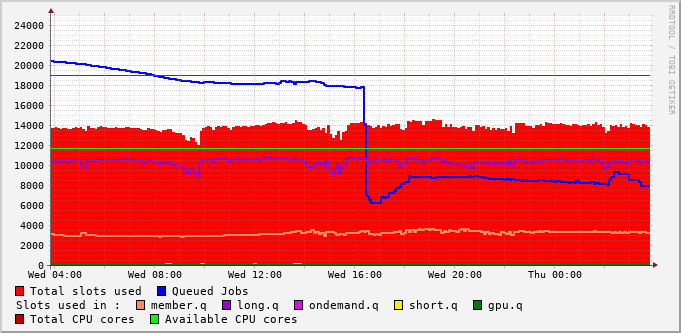 24000
22000
20000
18000
16000
14000
12000
10000
8000
6000
4000
2000
0
Wed 04:00 Wed 08:00 Wed 12:00 Wed 16:00 Wed 20:00 Thu 00:00
Total slots used Queued Jobs
Slots used in : member.q long.q ondemand.q short.q gpu.q
Total CPU cores Available CPU cores
RRDTOOL / TOBI OETIKER